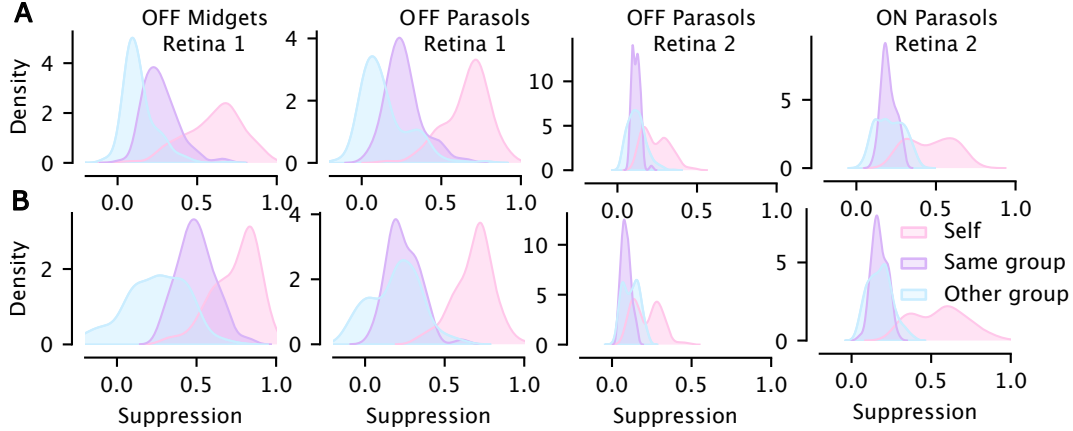 A
OFF Midgets
Retina 1
OFF Parasols
Retina 1
OFF Parasols
Retina 2
ON Parasols
Retina 2
Density
4
2
0
0.0 0.5 1.0
4
2
0
0.0 0.5 1.0
10
5
0
0.0 0.5 1.0
5
0
0.0 0.5 1.0
B
Density
2
0
0.0 0.5 1.0
Suppression
4
2
0
0.0 0.5 1.0
Suppression
10
5
0
0.0 0.5 1.0
Suppression
5
0
0.0 0.5 1.0
Suppression
Self
Same group
Other group